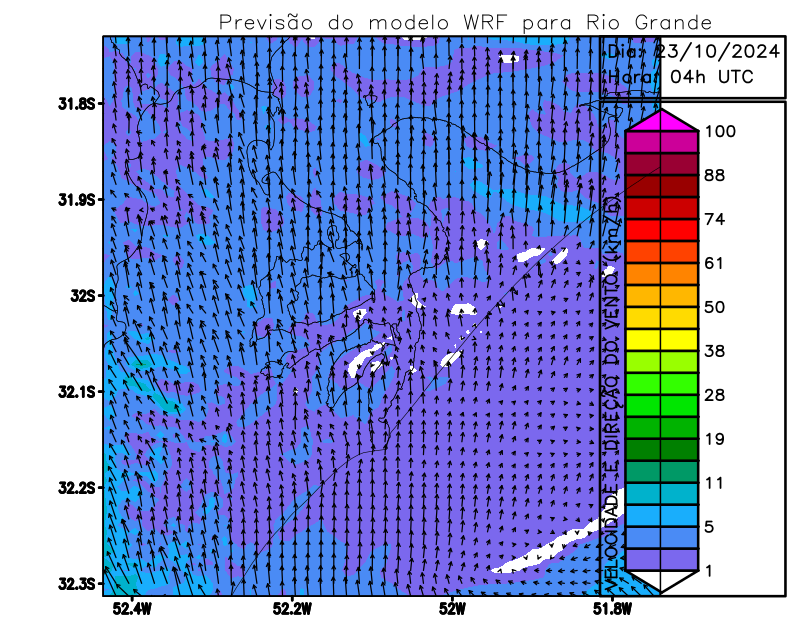 Previsão do modelo WRF para Rio Grande
Dia: 23/10/2024
Hora: 04h UTC
31.8S
31.9S
32S
32.1S
32.2S
32.3S
52.4W
52.2W
52W
51.8W
VELOCIDADE E DIREÇÃO DO VENTO (km/h)
100
88
74
61
50
38
28
19
11
5
1